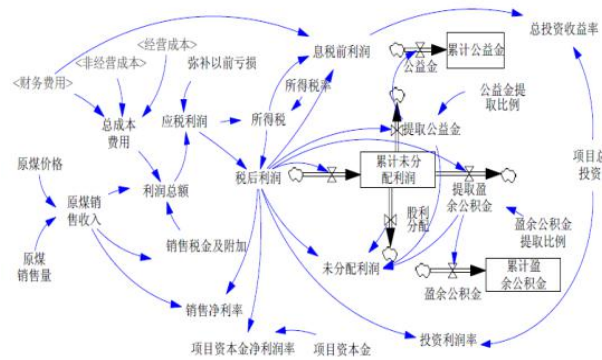 <经营成本>
息税前利润
累计公益金
总投资收益率
<非经营成本>
弥补以前亏损
公益金
<财务费用>
所得税率
公益金提
取比例
总成本
费用
应税利润
所得税
提取公益金
原煤价格
税后利润
累计未分
配利润
项目总
投资
利润总额
提取盈
余公积金
原煤销
售收入
股利
分配
盈余公积金
提取比例
销售税金及附加
未分配利润
原煤
销售量
累计盈
余公积金
盈余公积金
销售净利率
投资利润率
项目资本金净利润率
项目资本金